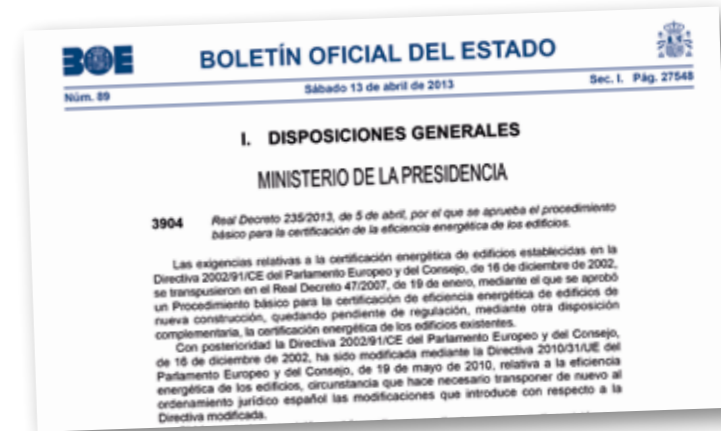 BOE
BOLETÍN OFICIAL DEL ESTADO
Núm. 89
Sábado 13 de abril de 2013
Sec. I. Pág. 27548
I. DISPOSICIONES GENERALES
MINISTERIO DE LA PRESIDENCIA
3904
Real Decreto 235/2013, de 5 de abril, por el que se aprueba el procedimiento
básico para la certificación de la eficiencia energética de los edificios.
Las exigencias relativas a la certificación energética de edificios establecidas en la
Directiva 2002/91/CE del Parlamento Europeo y del Consejo, de 16 de diciembre de 2002,
se transpusieron en el Real Decreto 47/2007, de 19 de enero, mediante el que se aprobó
un Procedimiento básico para la certificación de eficiencia energética de edificios de
nueva construcción, quedando pendiente de regulación, mediante otra disposición
complementaria, la certificación energética de los edificios existentes.
Con posterioridad la Directiva 2002/91/CE del Parlamento Europeo y del Consejo,
de 16 de diciembre de 2002, ha sido modificada mediante la Directiva 2010/31/UE del
Parlamento Europeo y del Consejo, de 19 de mayo de 2010, relativa a la eficiencia
energética de los edificios, circunstancia que hace necesario transponer de nuevo al
ordenamiento jurídico español las modificaciones que introduce con respecto a la
Directiva modificada.